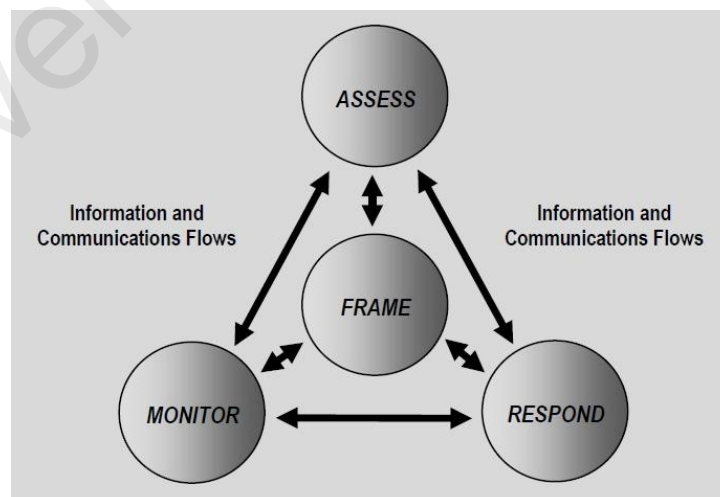 ASSESS
Information and
Communications Flows
Information and
Communications Flows
FRAME
MONITOR
RESPOND